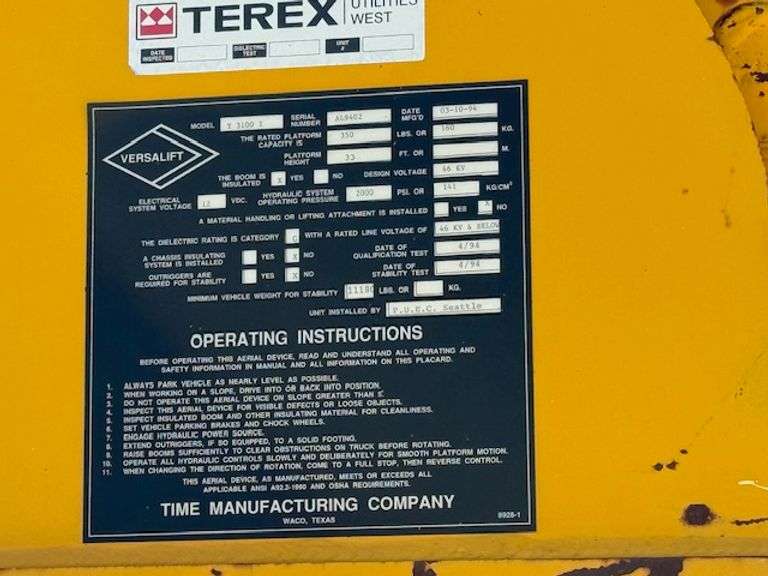 TEREX UTILITIES
WEST
DATE INSPECTED DIELECTRIC TEST UNIT #
VERSALIFT
MODEL Y 3100 I SERIAL NUMBER AL9402 DATE MFG'D 03-10-94
THE RATED PLATFORM CAPACITY IS 350 LBS. OR 160 KG.
PLATFORM HEIGHT 33 FT. OR M.
THE BOOM IS INSULATED X YES NO DESIGN VOLTAGE 46 KV
ELECTRICAL SYSTEM VOLTAGE 12 VDC. HYDRAULIC SYSTEM OPERATING PRESSURE 2000 PSI. OR 141 KG/CM²
A MATERIAL HANDLING OR LIFTING ATTACHMENT IS INSTALLED YES X NO
THE DIELECTRIC RATING IS CATEGORY C WITH A RATED LINE VOLTAGE OF 46 KV & BELOW
A CHASSIS INSULATING SYSTEM IS INSTALLED YES X NO DATE OF QUALIFICATION TEST 4/94
OUTRIGGERS ARE REQUIRED FOR STABILITY YES X NO DATE OF STABILITY TEST 4/94
MINIMUM VEHICLE WEIGHT FOR STABILITY 11180 LBS. OR KG.
UNIT INSTALLED BY P.U.E.C. Seattle
OPERATING INSTRUCTIONS
BEFORE OPERATING THIS AERIAL DEVICE, READ AND UNDERSTAND ALL OPERATING AND
SAFETY INFORMATION IN MANUAL AND ALL INFORMATION ON THIS PLACARD.
1. ALWAYS PARK VEHICLE AS NEARLY LEVEL AS POSSIBLE.
2. WHEN WORKING ON A SLOPE, DRIVE INTO OR BACK INTO POSITION.
3. DO NOT OPERATE THIS AERIAL DEVICE ON SLOPE GREATER THAN 5°.
4. INSPECT THIS AERIAL DEVICE FOR VISIBLE DEFECTS OR LOOSE OBJECTS.
5. INSPECT INSULATED BOOM AND OTHER INSULATING MATERIAL FOR CLEANLINESS.
6. SET VEHICLE PARKING BRAKES AND CHOCK WHEELS.
7. ENGAGE HYDRAULIC POWER SOURCE.
8. EXTEND OUTRIGGERS, IF SO EQUIPPED, TO A SOLID FOOTING.
9. RAISE BOOMS SUFFICIENTLY TO CLEAR OBSTRUCTIONS ON TRUCK BEFORE ROTATING.
10. OPERATE ALL HYDRAULIC CONTROLS SLOWLY AND DELIBERATELY FOR SMOOTH PLATFORM MOTION.
11. WHEN CHANGING THE DIRECTION OF ROTATION, COME TO A FULL STOP, THEN REVERSE CONTROL.
THIS AERIAL DEVICE, AS MANUFACTURED, MEETS OR EXCEEDS ALL
APPLICABLE ANSI A92.2-1990 AND OSHA REQUIREMENTS.
TIME MANUFACTURING COMPANY
WACO, TEXAS
8928-1